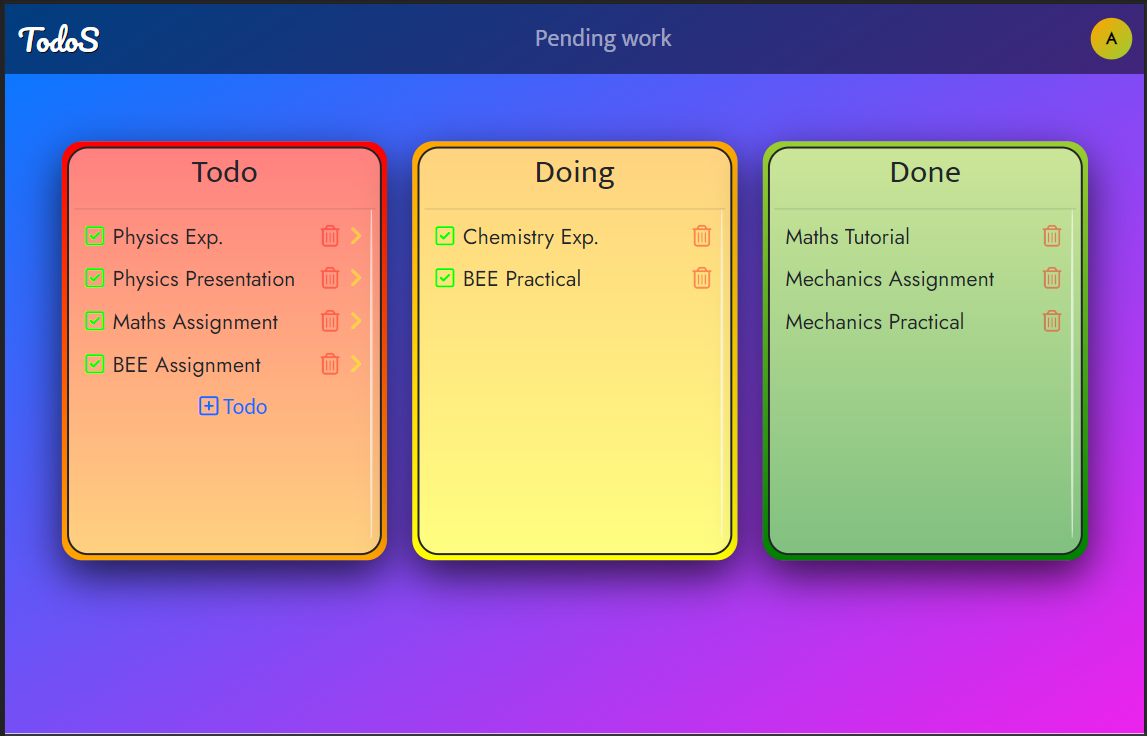 TodoS
Pending work
A
Todo
Physics Exp.
Physics Presentation
Maths Assignment
BEE Assignment
Todo
Doing
Chemistry Exp.
BEE Practical
Done
Maths Tutorial
Mechanics Assignment
Mechanics Practical